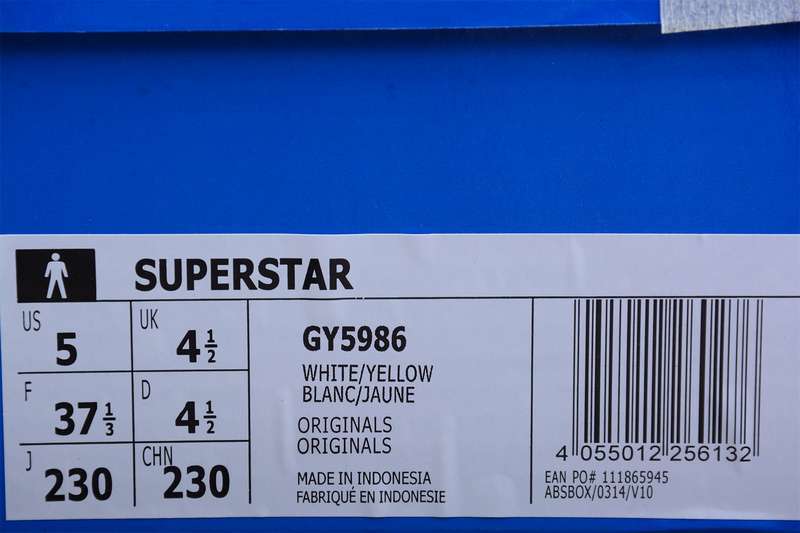 SUPERSTAR
US 5
UK 4 1/2
F 37 1/3
D 4 1/2
J 230
CHN 230
GY5986
WHITE/YELLOW
BLANC/JAUNE
ORIGINALS
ORIGINALS
MADE IN INDONESIA
FABRIQUÉ EN INDONESIE
4 055012 256132
EAN PO# 111865945
ABSBOX/0314/V10